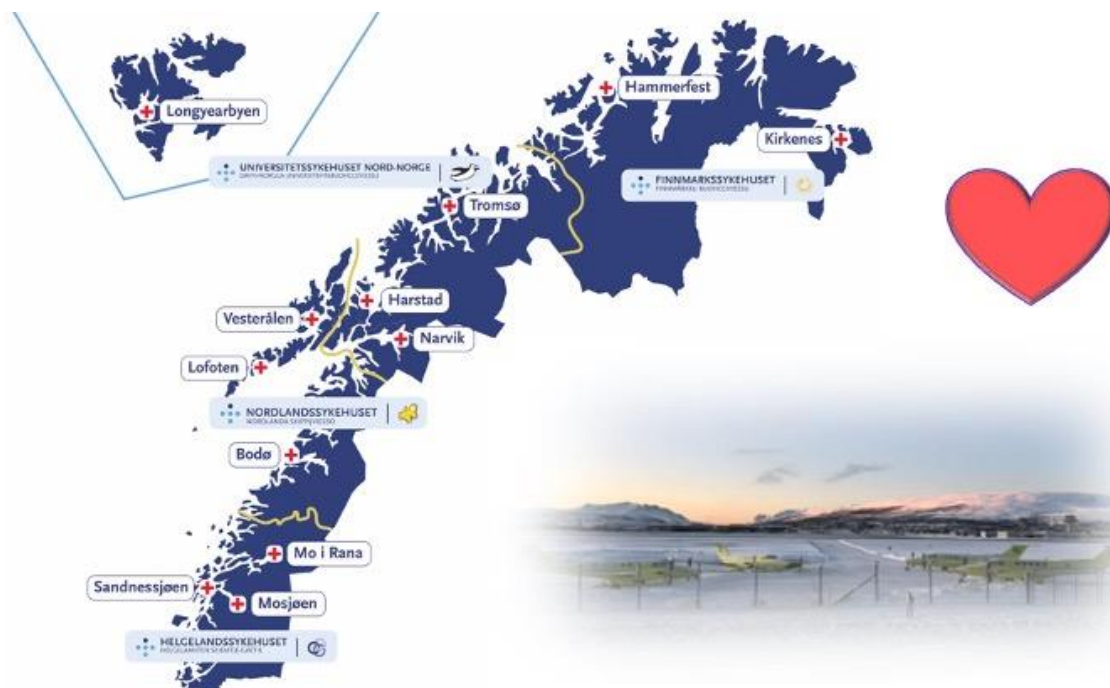 Longyearbyen
Hammerfest
Kirkenes
UNIVERSITETSSYKEHUSET NORD-NORGE
FINNMARKSSYKEHUSET
Tromsø
Harstad
Vesterålen
Narvik
Lofoten
NORDLANDSSYKEHUSET
Bodø
Mo i Rana
Sandnessjøen
Mosjøen
HELGELANDSSYKEHUSET